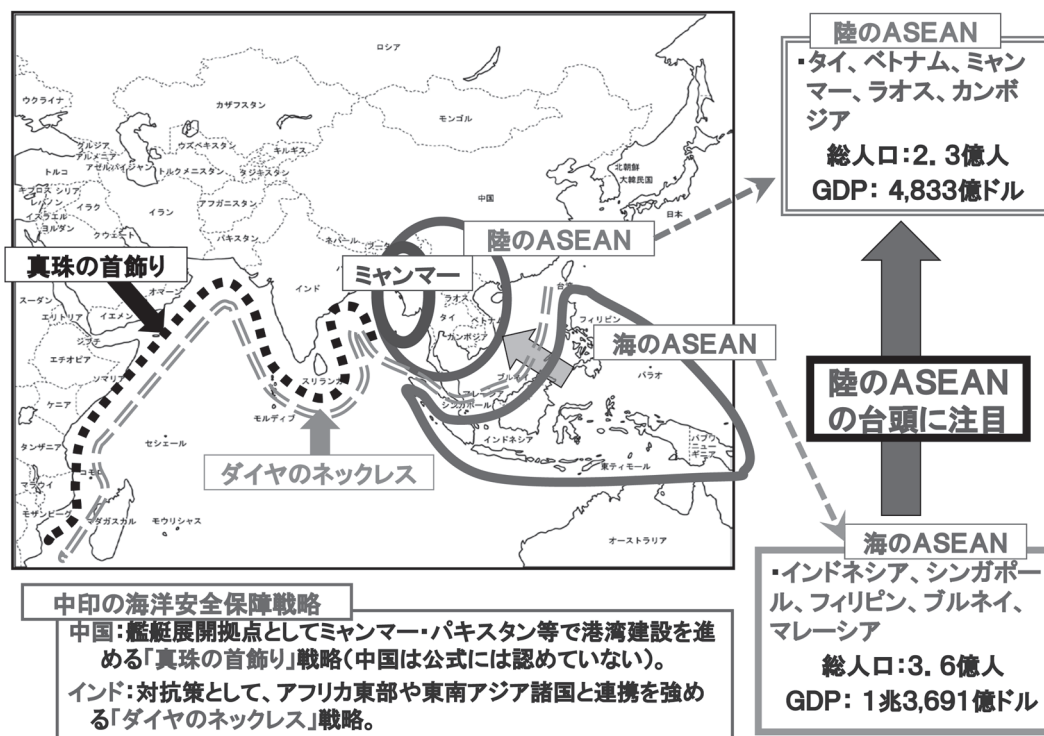 ロシア
ウクライナ
カザフスタン
モンゴル
グルジア
アルメニア
アゼルバイジャン
ウズベキスタン
キルギス
トルコ
トルクメニスタン
タジキスタン
北朝鮮
大韓民国
日本
中国
キプロス
シリア
レバノン
イスラエル
ヨルダン
イラク
イラン
アフガニスタン
クウェート
パキスタン
ネパール
陸のASEAN
真珠の首飾り
ミャンマー
オマーン
インド
スーダン
エリトリア
イエメン
ジブチ
ラオス
タイ
ベトナム
カンボジア
台湾
フィリピン
エチオピア
ソマリア
スリランカ
モルディブ
海のASEAN
パラオ
ブルネイ
マレーシア
シンガポール
ケニア
セシェール
インドネシア
パプワ
ニュー
ギニア
東ティモール
タンザニア
コモロ
ダイヤのネックレス
マラウイ
モザンビーク
マダガスカル
モウリシャス
オーストラリア
陸のASEAN
▪タイ、ベトナム、ミャン
マー、ラオス、カンボ
ジア
総人口:2．3億人
GDP: 4,833億ドル
陸のASEAN
の台頭に注目
海のASEAN
▪インドネシア、シンガポー
ル、フィリピン、ブルネイ、
マレーシア
総人口:3．6億人
GDP: 1兆3,691億ドル
中印の海洋安全保障戦略
中国:艦艇展開拠点としてミャンマー・パキスタン等で港湾建設を進
める「真珠の首飾り」戦略(中国は公式には認めていない)。
インド:対抗策として、アフリカ東部や東南アジア諸国と連携を強め
る「ダイヤのネックレス」戦略。